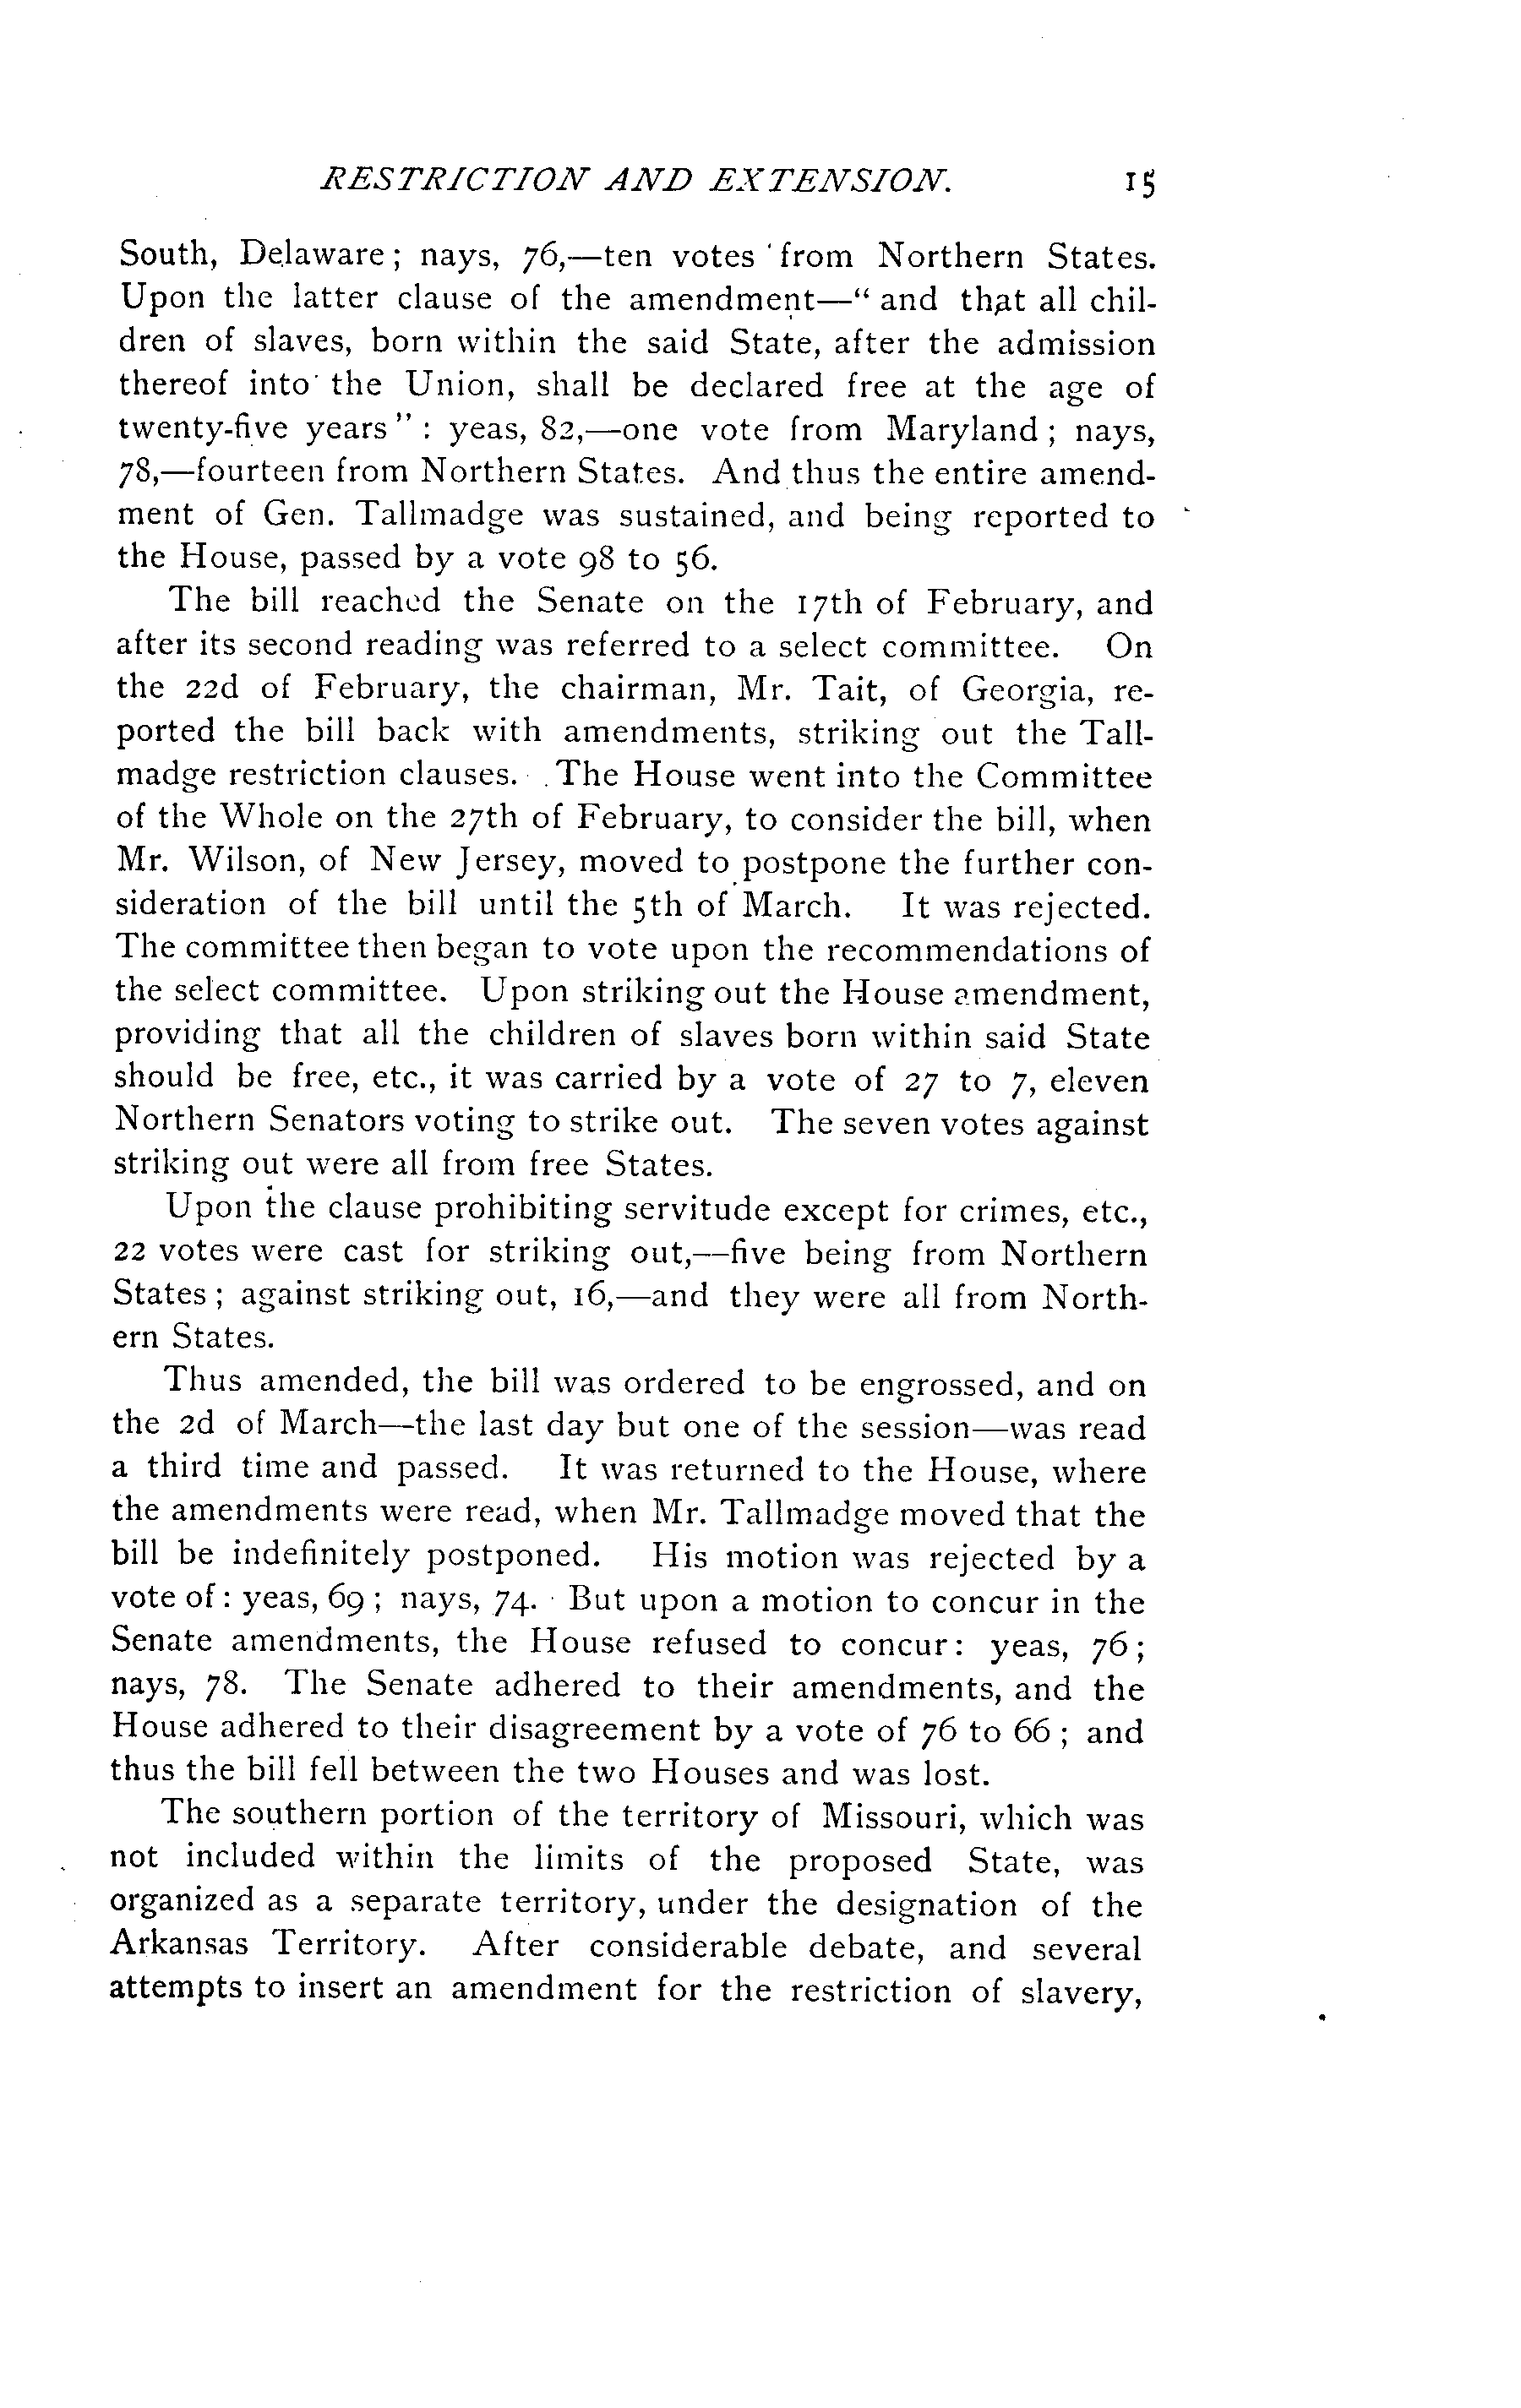 RESTRICTION AND EXTENSION. 15
South, Delaware; nays, 76,—ten votes from Northern States.
Upon the latter clause of the amendment—“ and that all chil-
dren of slaves, born within the said State, after the admission
thereof into the Union, shall be declared free at the age of
twenty-five years ” : yeas, 82,—one vote from Maryland ; nays,
78,—fourteen from Northern States. And thus the entire amend-
ment of Gen. Tallmadge was sustained, and being reported to
the House, passed by a vote 98 to 56.
The bill reached the Senate on the 17th of February, and
after its second reading was referred to a select committee. On
the 22d of February, the chairman, Mr. Tait, of Georgia, re-
ported the bill back with amendments, striking out the Tall-
madge restriction clauses. The House went into the Committee
of the Whole on the 27th of February, to consider the bill, when
Mr. Wilson, of New Jersey, moved to postpone the further con-
sideration of the bill until the 5th of March. It was rejected.
The committee then began to vote upon the recommendations of
the select committee. Upon striking out the House amendment,
providing that all the children of slaves born within said State
should be free, etc., it was carried by a vote of 27 to 7, eleven
Northern Senators voting to strike out. The seven votes against
striking out were all from free States.
Upon the clause prohibiting servitude except for crimes, etc.,
22 votes were cast for striking out,—five being from Northern
States ; against striking out, 16,—and they were all from North-
ern States.
Thus amended, the bill was ordered to be engrossed, and on
the 2d of March—the last day but one of the session—was read
a third time and passed. It was returned to the House, where
the amendments were read, when Mr. Tallmadge moved that the
bill be indefinitely postponed. His motion was rejected by a
vote of : yeas, 69 ; nays, 74. But upon a motion to concur in the
Senate amendments, the House refused to concur: yeas, 76;
nays, 78. The Senate adhered to their amendments, and the
House adhered to their disagreement by a vote of 76 to 66 ; and
thus the bill fell between the two Houses and was lost.
The southern portion of the territory of Missouri, which was
not included within the limits of the proposed State, was
organized as a separate territory, under the designation of the
Arkansas Territory. After considerable debate, and several
attempts to insert an amendment for the restriction of slavery,